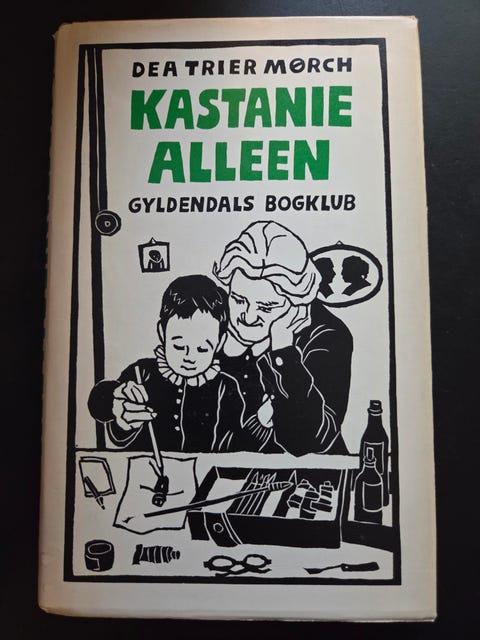 DEA TRIER MØRCH
KASTANIE
ALLEEN
GYLDENDALS BOGKLUB